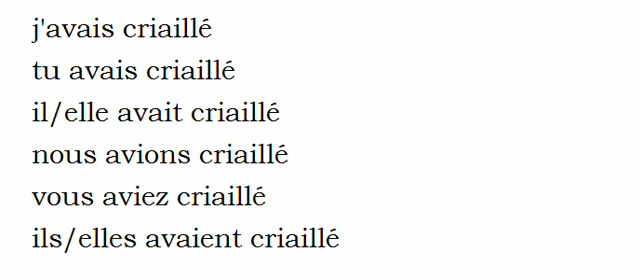 j'avais criaillé
tu avais criaillé
il/elle avait criaillé
nous avions criaillé
vous aviez criaillé
ils/elles avaient criaillé